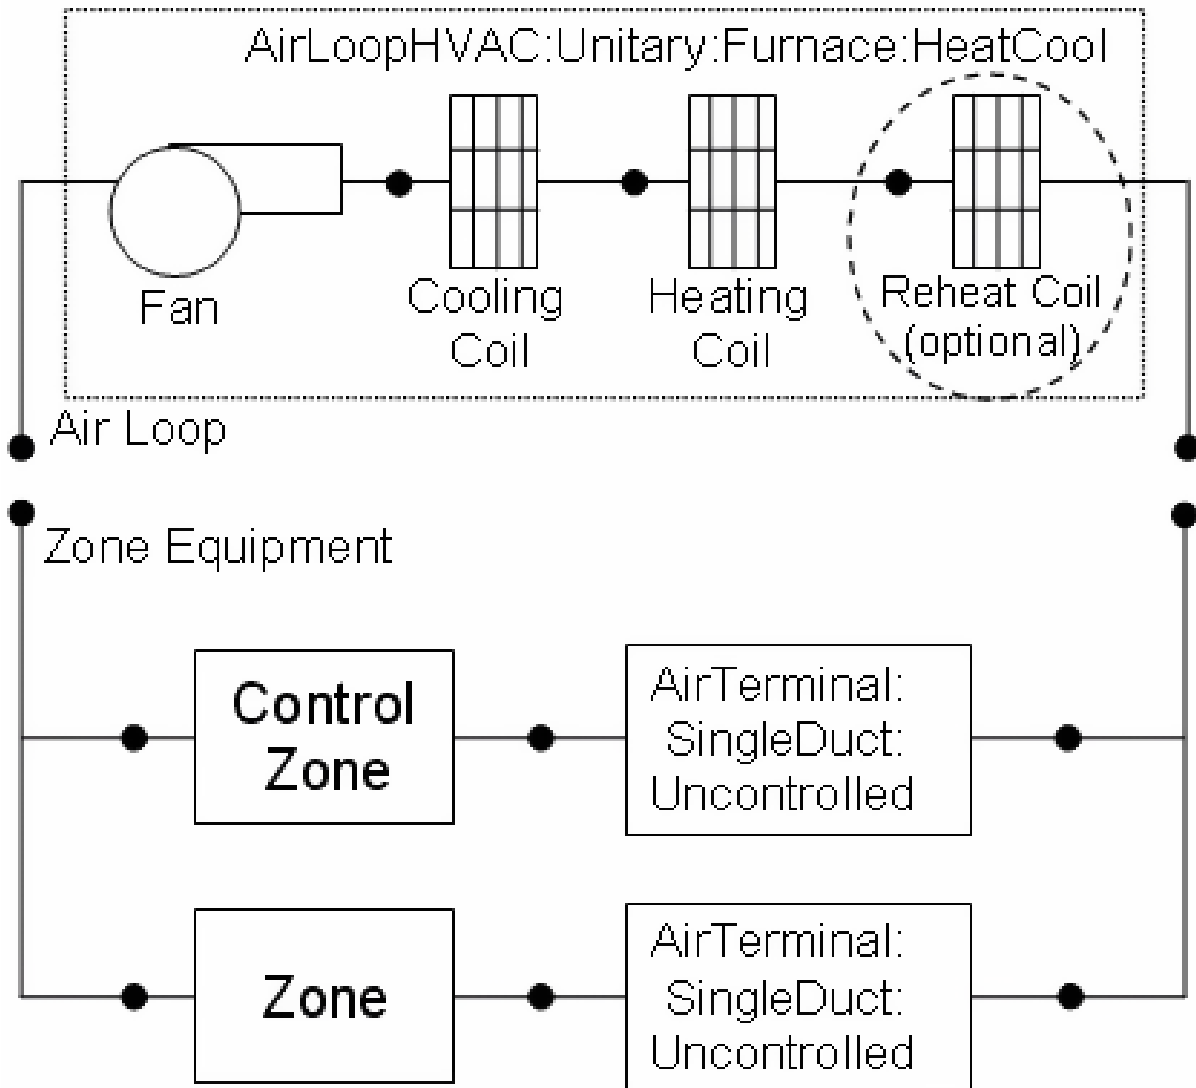 AirLoopHVAC:Unitary:Furnace:HeatCool
Fan
Cooling
Coil
Heating
Coil
Reheat Coil
(optional)
Air Loop
Zone Equipment
Control
Zone
AirTerminal:
SingleDuct:
Uncontrolled
Zone
AirTerminal:
SingleDuct:
Uncontrolled